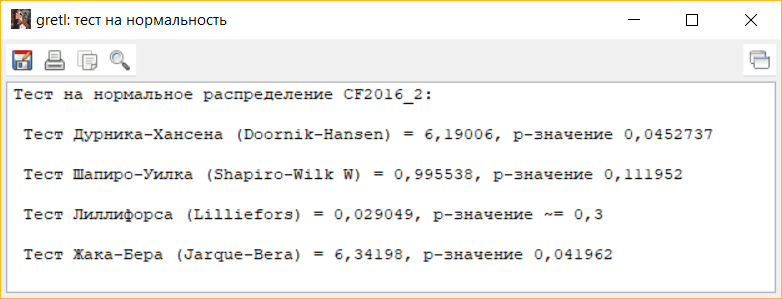 gretl: тест на нормальность
Тест на нормальное распределение CF2016_2:
Тест Дурника-Хансена (Doornik-Hansen) = 6,19006, p-значение 0,0452737
Тест Шапиро-Уилка (Shapiro-Wilk W) = 0,995538, p-значение 0,111952
Тест Лиллифорса (Lilliefors) = 0,029049, p-значение ~= 0,3
Тест Жака-Бера (Jarque-Bera) = 6,34198, p-значение 0,041962